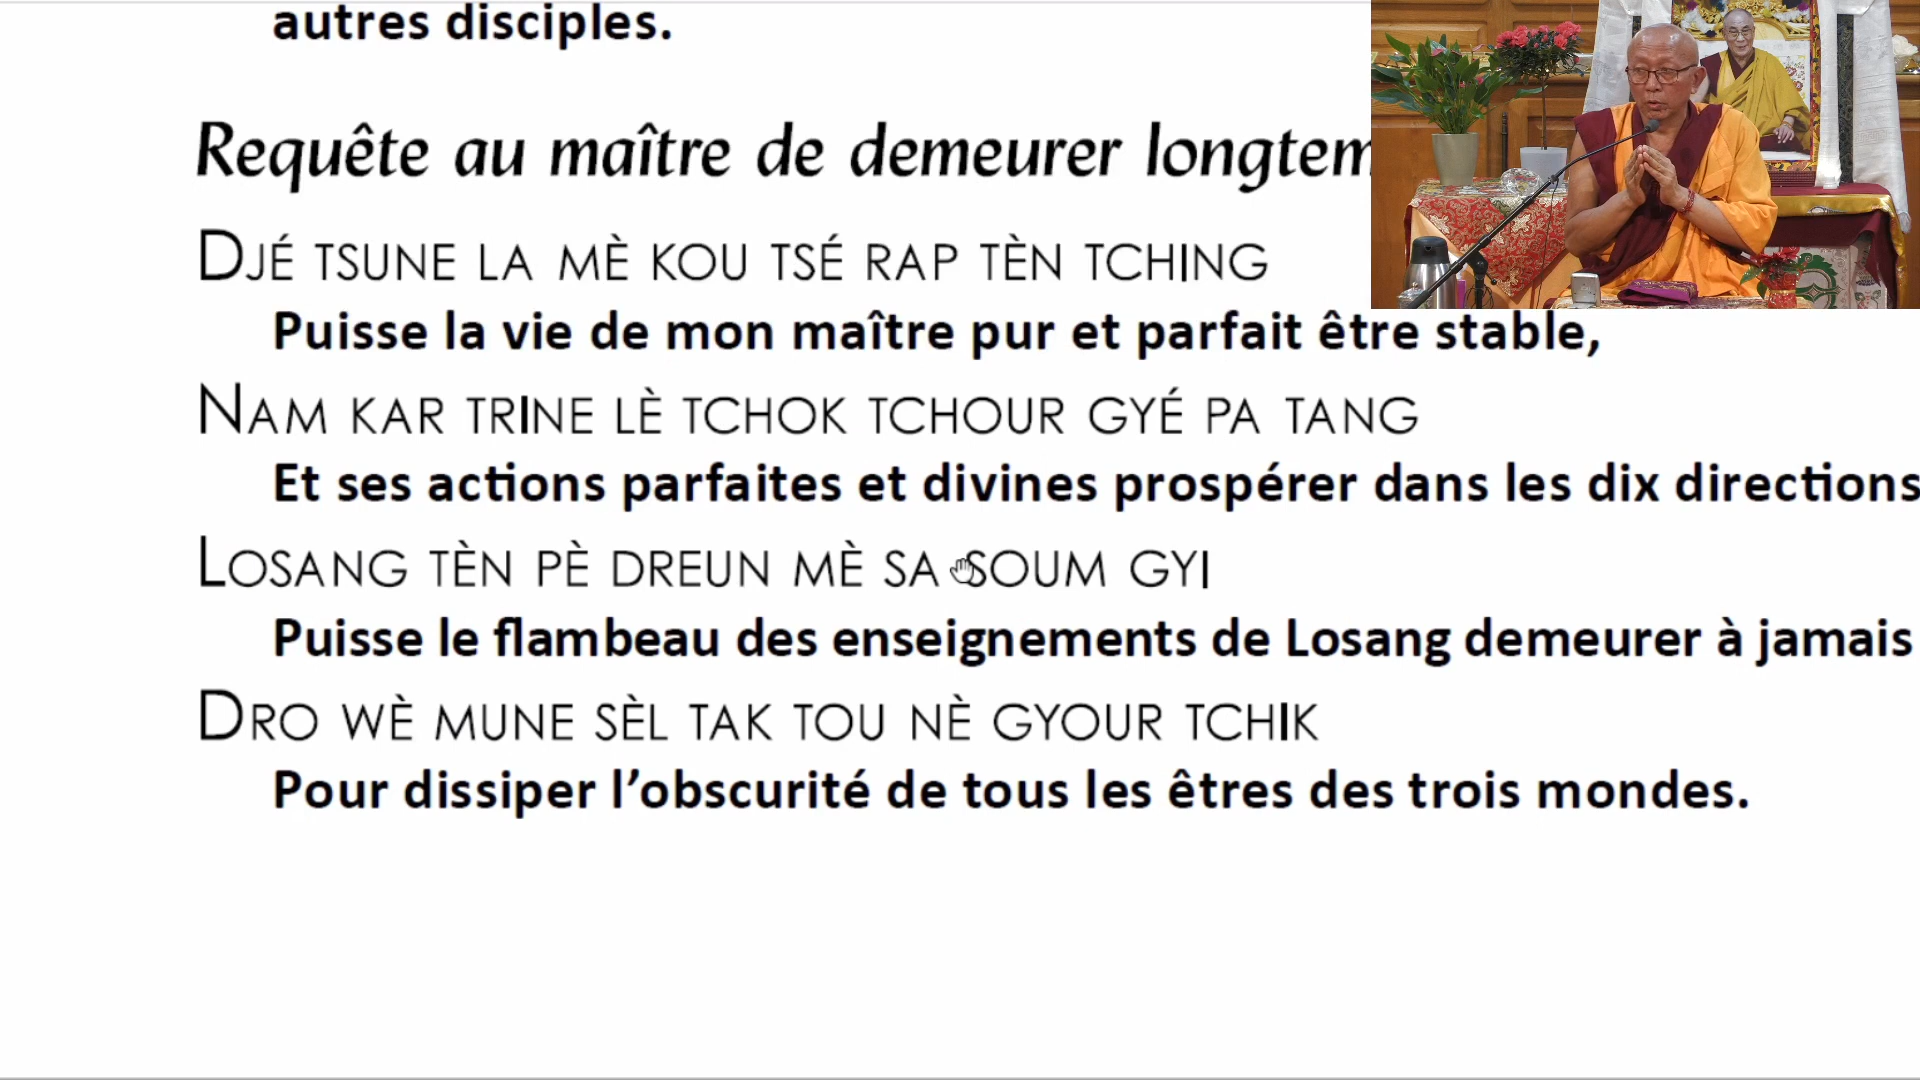 autres disciples.
Requête au maître de demeurer
DJÉ TSUNE LA MÈ KOU TSÉ RAP TÈN TCHING
Puisse la vie de mon maître pur et parfait être stable,
NAM KAR TRINE LÈ TCHOK TCHOUR GYÉ PA TANG
Et ses actions parfaites et divines prospérer dans les dix directions
LOSANG TÈN PÈ DREUN MÈ SA SOUM GYI
Puisse le flambeau des enseignements de Losang demeurer à jamais
DRO WÈ MUNE SÈL TAK TOU NÈ GYOUR TCHIK
Pour dissiper l’obscurité de tous les êtres des trois mondes.